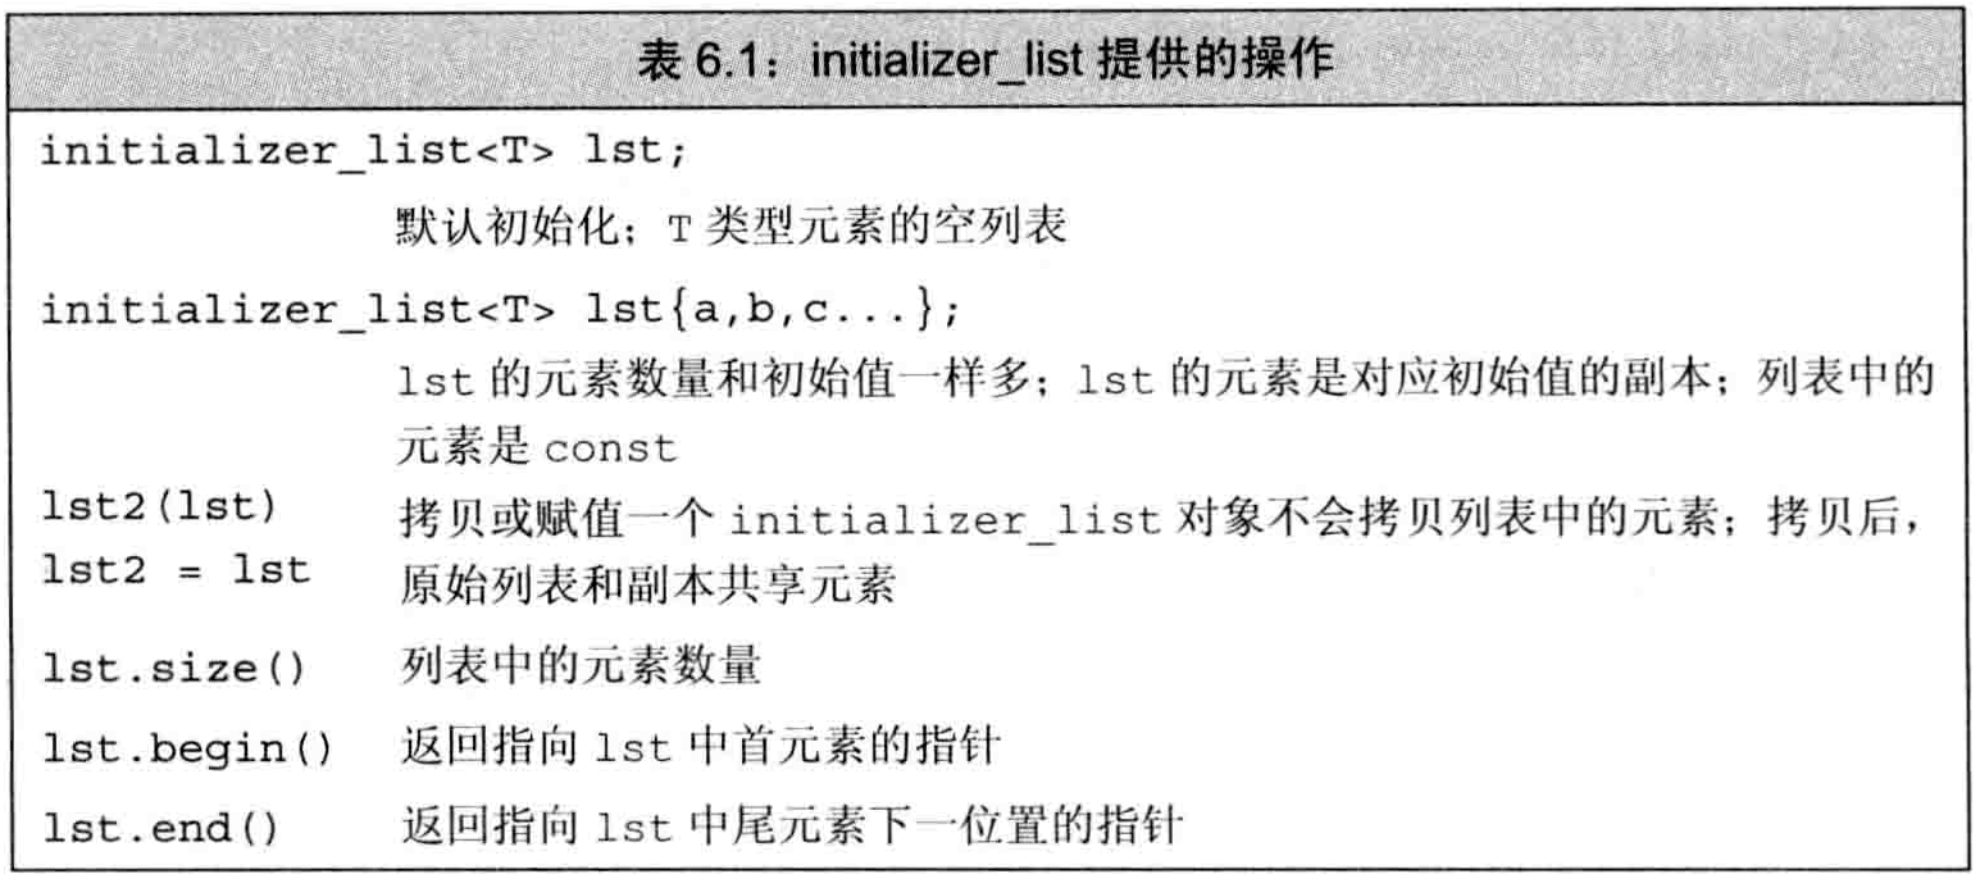 表 6.1：initializer_list 提供的操作
initializer_list<T> lst;
默认初始化；T 类型元素的空列表
initializer_list<T> lst{a,b,c...};
lst 的元素数量和初始值一样多；lst 的元素是对应初始值的副本；列表中的
元素是 const
lst2(lst) 拷贝或赋值一个 initializer_list 对象不会拷贝列表中的元素；拷贝后，
lst2 = lst 原始列表和副本共享元素
lst.size() 列表中的元素数量
lst.begin() 返回指向 lst 中首元素的指针
lst.end() 返回指向 lst 中尾元素下一位置的指针